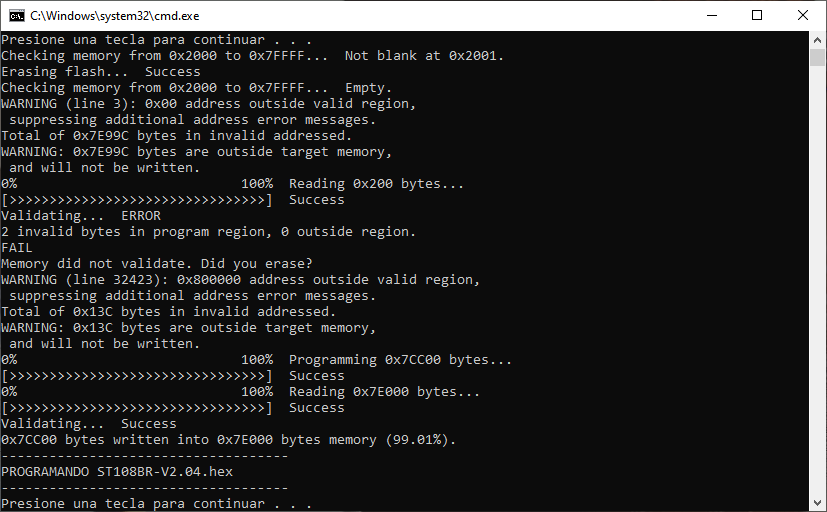 C:\Windows\system32\cmd.exe
Presione una tecla para continuar . . .
Checking memory from 0x2000 to 0x7FFFF...  Not blank at 0x2001.
Erasing flash...  Success
Checking memory from 0x2000 to 0x7FFFF...  Empty.
WARNING (line 3): 0x00 address outside valid region,
 suppressing additional address error messages.
Total of 0x7E99C bytes in invalid addressed.
WARNING: 0x7E99C bytes are outside target memory,
 and will not be written.
0%                            100%  Reading 0x200 bytes...
[>>>>>>>>>>>>>>>>>>>>>>>>>>>>>>>>]  Success
Validating...  ERROR
2 invalid bytes in program region, 0 outside region.
FAIL
Memory did not validate. Did you erase?
WARNING (line 32423): 0x800000 address outside valid region,
 suppressing additional address error messages.
Total of 0x13C bytes in invalid addressed.
WARNING: 0x13C bytes are outside target memory,
 and will not be written.
0%                            100%  Programming 0x7CC00 bytes...
[>>>>>>>>>>>>>>>>>>>>>>>>>>>>>>>>]  Success
0%                            100%  Reading 0x7E000 bytes...
[>>>>>>>>>>>>>>>>>>>>>>>>>>>>>>>>]  Success
Validating...  Success
0x7CC00 bytes written into 0x7E000 bytes memory (99.01%).
------------------------------------
PROGRAMANDO ST108BR-V2.04.hex
------------------------------------
Presione una tecla para continuar . . .